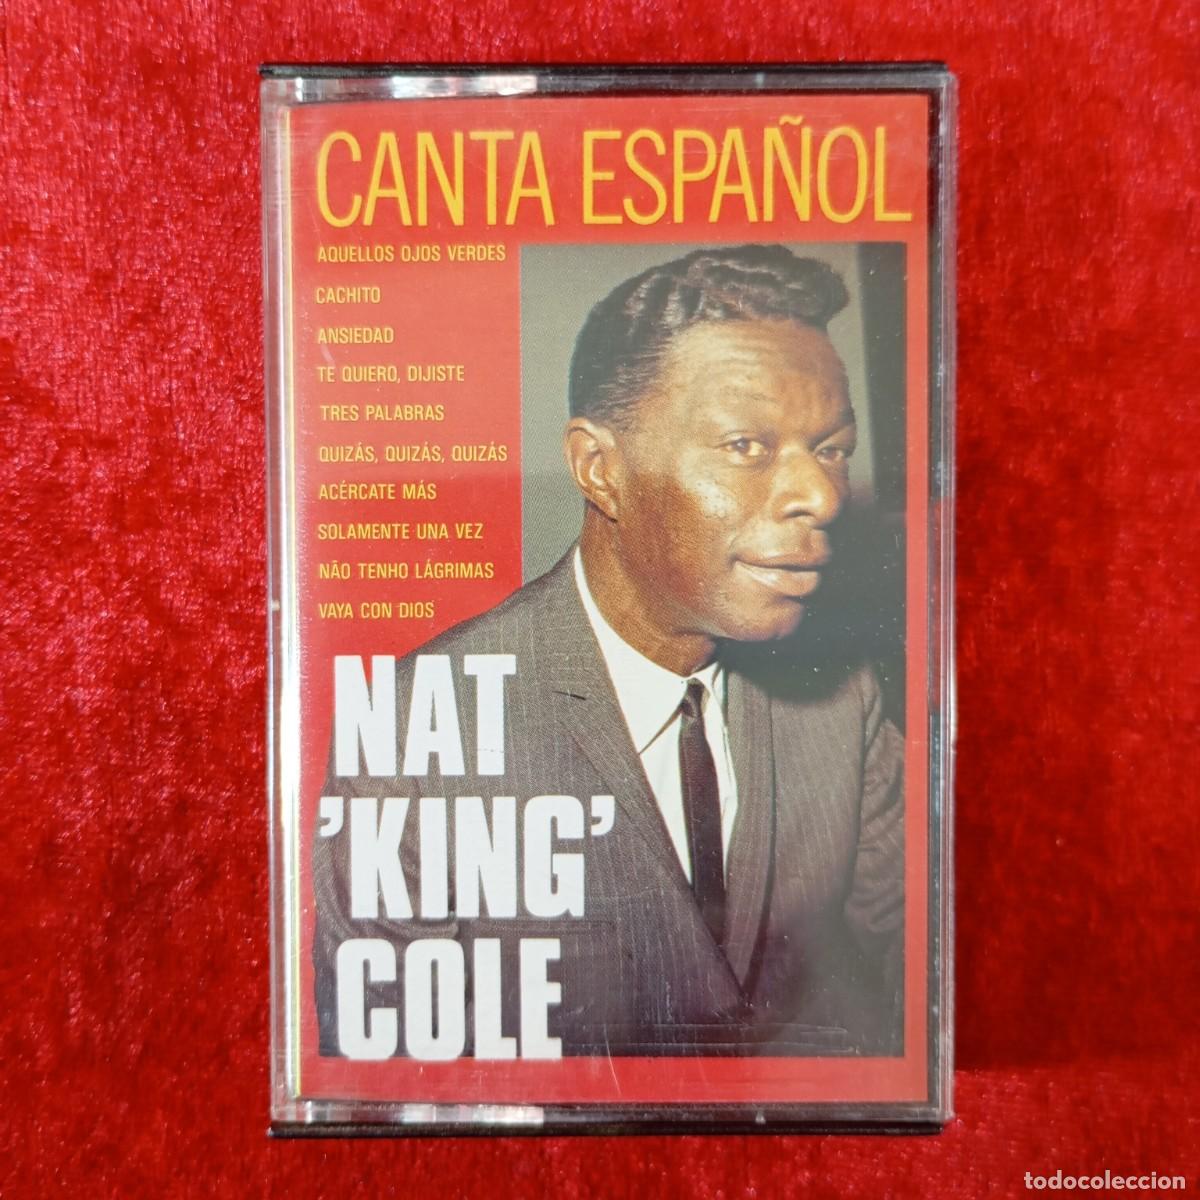 CANTA ESPAÑOL
AQUELLOS OJOS VERDES
CACHITO
ANSIEDAD
TE QUIERO, DIJISTE
TRES PALABRAS
QUIZÁS, QUIZÁS, QUIZÁS
ACÉRCATE MÁS
SOLAMENTE UNA VEZ
NÃO TENHO LÁGRIMAS
VAYA CON DIOS
NAT
'KING'
COLE
todocoleccion